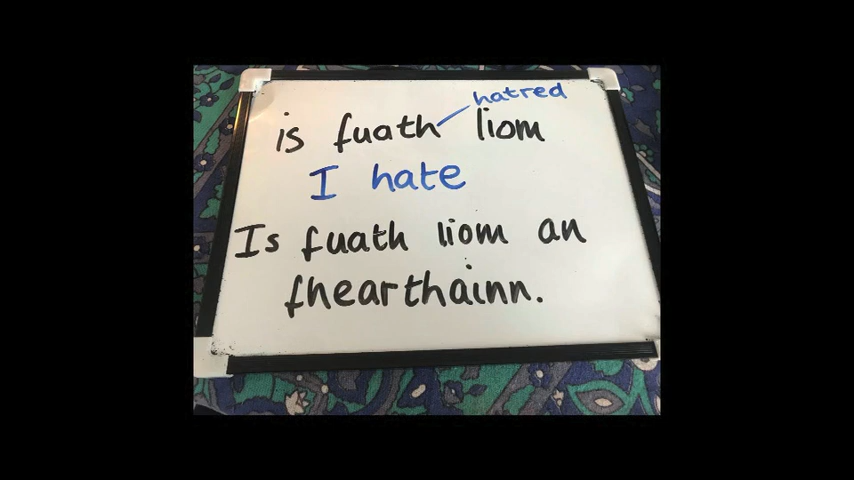 hatred
is fuath liom
I hate
Is fuath liom an
fhearthainn.